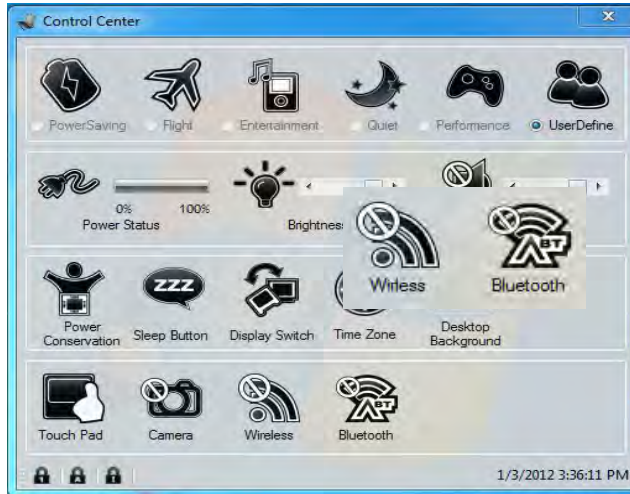 Control Center
PowerSaving Flight Entertainment Quiet Performance UserDefine
0% 100%
Power Status Brightness
Wirless Bluetooth
Power Conservation Sleep Button Display Switch Time Zone Desktop Background
Touch Pad Camera Wireless Bluetooth
1/3/2012 3:36:11 PM